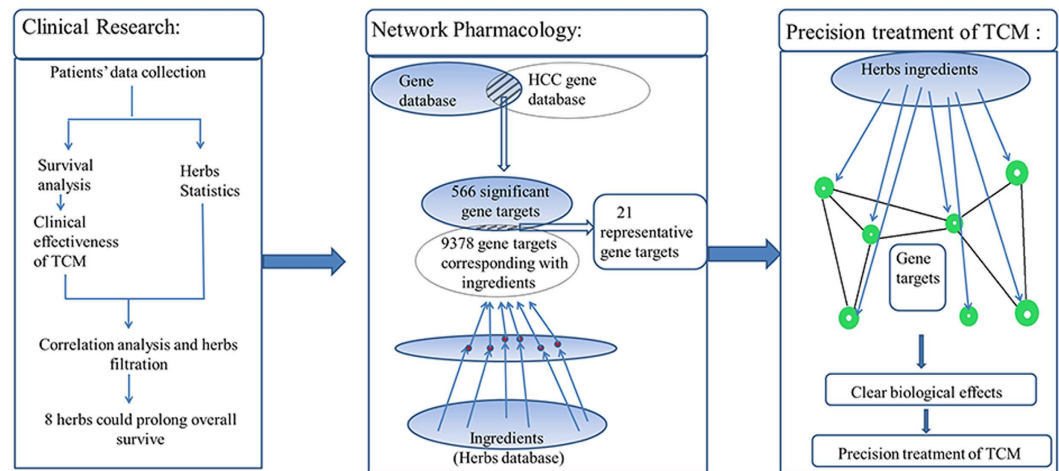 Clinical Research:
Patients' data collection
Survival
analysis
Herbs
Statistics
Clinical
effectiveness
of TCM
Correlation analysis and herbs
filtration
8 herbs could prolong overall
survive
Network Pharmacology:
Gene
database
HCC gene
database
566 significant
gene targets
21
representative
gene targets
9378 gene targets
corresponding with
ingredients
Ingredients
(Herbs database)
Precision treatment of TCM :
Herbs ingredients
Gene
targets
Clear biological effects
Precision treatment of TCM